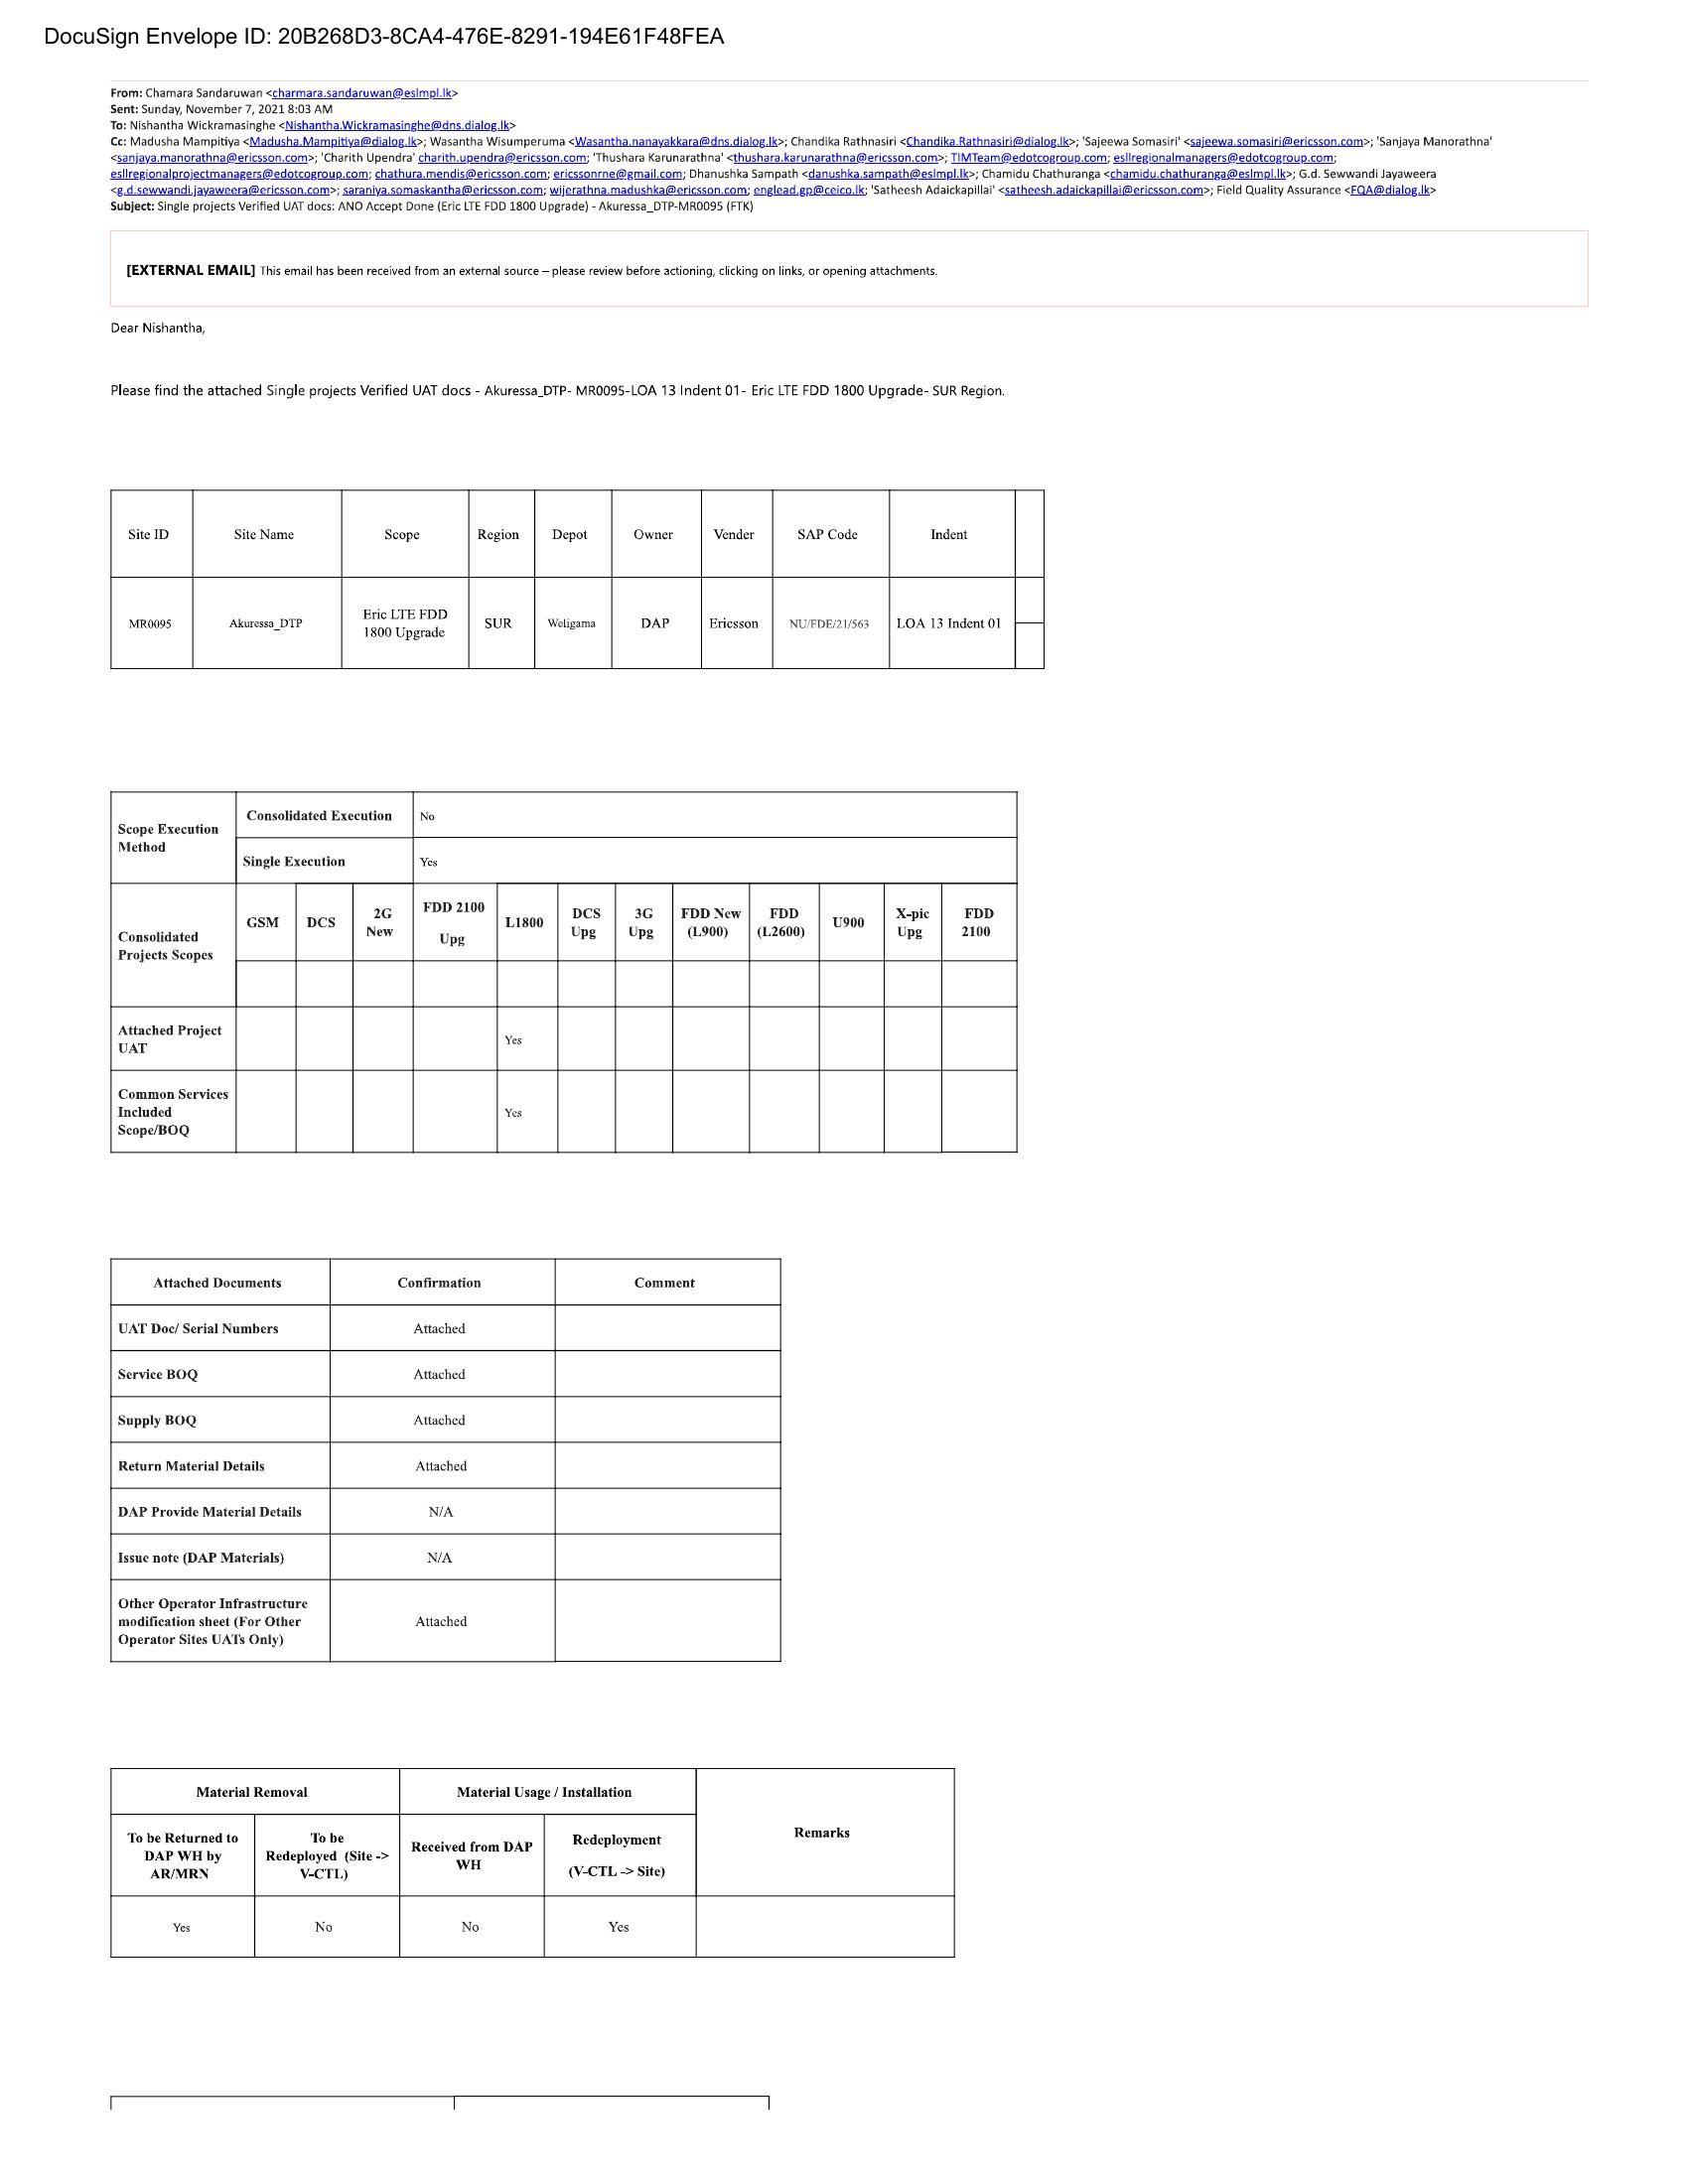 DocuSign Envelope ID: 20B268D3-8CA4-476E-8291-194E61F48FEA
From: Chamara Sandaruwan <charmara.sandaruwan@eslmpl.lk>
Sent: Sunday, November 7, 2021 8:03 AM
To: Nishantha Wickramasinghe <Nishantha.Wickramasinghe@dns.dialog.lk>
Cc: Madusha Mampitiya <Madusha.Mampitiya@dialog.lk>; Wasantha Wisumperuma <Wasantha.nanayakkara@dns.dialog.lk>; Chandika Rathnasiri <Chandika.Rathnasiri@dialog.lk>; 'Sajeewa Somasiri' <sajeewa.somasiri@ericsson.com>; 'Sanjaya Manorathna'
<sanjaya.manorathna@ericsson.com>; 'Charith Upendra' charith.upendra@ericsson.com; 'Thushara Karunarathna' <thushara.karunarathna@ericsson.com>; TIMTeam@edotcogroup.com; esllregionalmanagers@edotcogroup.com;
esllregionalprojectmanagers@edotcogroup.com; chathura.mendis@ericsson.com; ericssonrne@gmail.com; Dhanushka Sampath <danushka.sampath@eslmpl.lk>; Chamidu Chathuranga <chamidu.chathuranga@eslmpl.lk>; G.d. Sewwandi Jayaweera
<g.d.sewwandi.jayaweera@ericsson.com>; saraniya.somaskantha@ericsson.com; wijerathna.madushka@ericsson.com; englead.gp@ceico.lk; 'Satheesh Adaickapillai' <satheesh.adaickapillai@ericsson.com>; Field Quality Assurance <FQA@dialog.lk>
Subject: Single projects Verified UAT docs: ANO Accept Done (Eric LTE FDD 1800 Upgrade) - Akuressa_DTP-MR0095 (FTK)
[EXTERNAL EMAIL] This email has been received from an external source – please review before actioning, clicking on links, or opening attachments.
Dear Nishantha,
Please find the attached Single projects Verified UAT docs - Akuressa_DTP- MR0095-LOA 13 Indent 01- Eric LTE FDD 1800 Upgrade- SUR Region.
Site ID Site Name Scope Region Depot Owner Vender SAP Code Indent
MR0095 Akuressa_DTP Eric LTE FDD 1800 Upgrade SUR Weligama DAP Ericsson NU/FDE/21/563 LOA 13 Indent 01
Scope Execution Method
Consolidated Execution No
Single Execution Yes
Consolidated Projects Scopes
GSM DCS 2G New FDD 2100 Upg L1800 DCS Upg 3G Upg FDD New (L900) FDD (L2600) U900 X-pic Upg FDD 2100
Attached Project UAT Yes
Common Services Included Scope/BOQ Yes
Attached Documents Confirmation Comment
UAT Doc/ Serial Numbers Attached
Service BOQ Attached
Supply BOQ Attached
Return Material Details Attached
DAP Provide Material Details N/A
Issue note (DAP Materials) N/A
Other Operator Infrastructure
modification sheet (For Other Attached
Operator Sites UATs Only)
Material Removal Material Usage / Installation Remarks
To be Returned to DAP WH by AR/MRN To be Redeployed (Site -> V-CTL) Received from DAP WH Redeployment (V-CTL -> Site)
Yes No No Yes